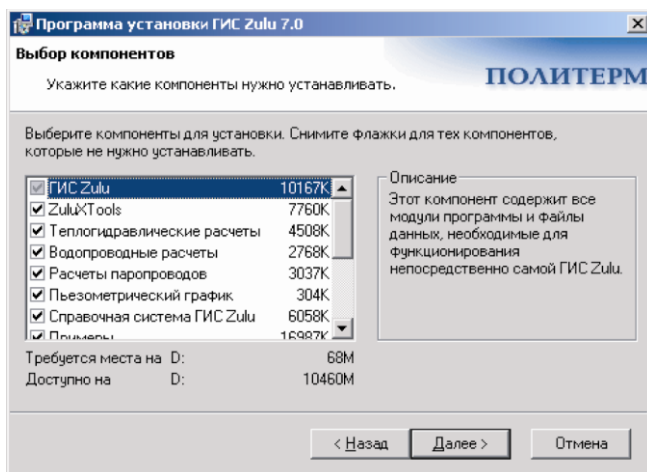 Программа установки ГИС Zulu 7.0
Выбор компонентов
Укажите какие компоненты нужно устанавливать.
ПОЛИТЕРМ
Выберите компоненты для установки. Снимите флажки для тех компонентов,
которые не нужно устанавливать.
ГИС Zulu 10167K
ZuluXTools 7760K
Теплогидравлические расчеты 4508K
Водопроводные расчеты 2768K
Расчеты паропроводов 3037K
Пьезометрический график 304K
Справочная система ГИС Zulu 6058K
Примеры 16987K
Описание
Этот компонент содержит все
модули программы и файлы
данных, необходимые для
функционирования
непосредственно самой ГИС Zulu.
Требуется места на D: 68M
Доступно на D: 10460M
< Назад
Далее >
Отмена